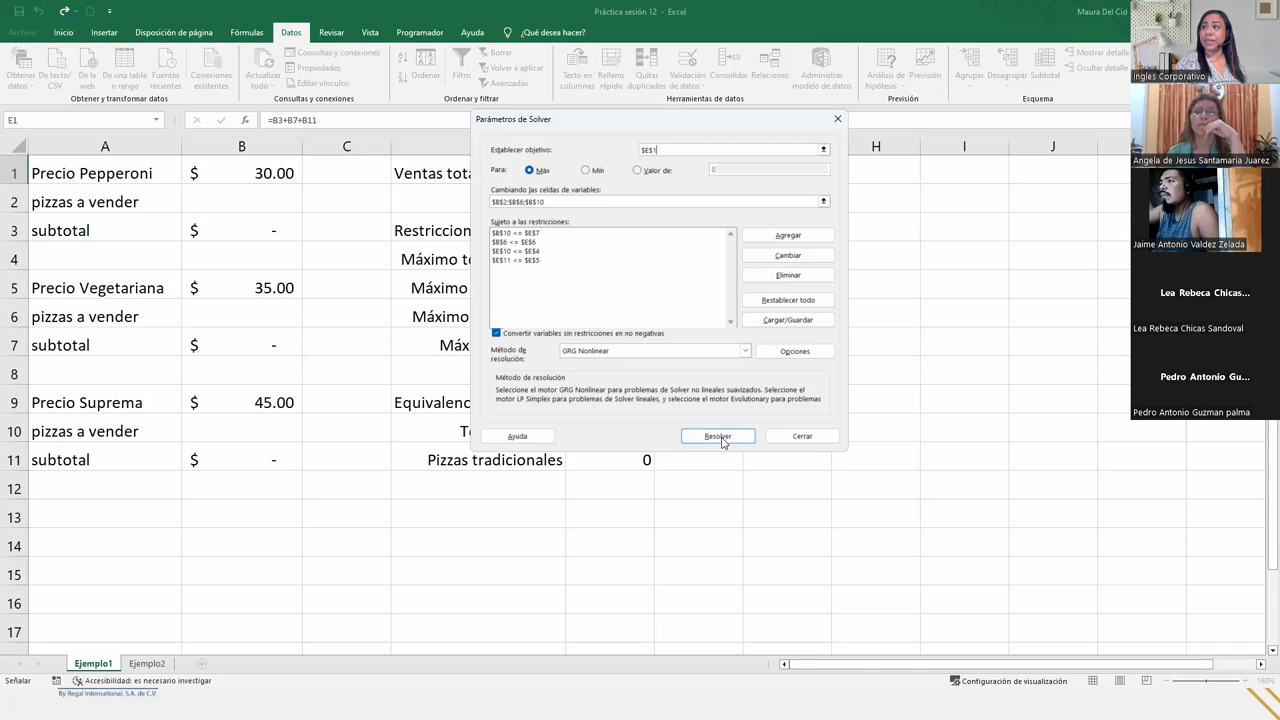 Práctica sesión 12 - Excel
Maura Del Cid
Archivo Inicio Insertar Disposición de página Fórmulas Datos Revisar Vista Programador Ayuda ¿Qué desea hacer?
Obtener datos
De texto/ CSV
De la web
De una tabla o rango
Fuentes recientes
Conexiones existentes
Obtener y transformar datos
Actualizar todo
Consultas y conexiones
Propiedades
Editar vínculos
Consultas y conexiones
Ordenar
Borrar
Volver a aplicar
Avanzadas
Ordenar y filtrar
Texto en columnas
Relleno rápido
Quitar duplicados
Validación de datos
Consolidar
Relaciones
Administrar modelo de datos
Herramientas de datos
Análisis de hipótesis
Previsión
Previsión
Agrupar
Desagrupar
Subtotal
Mostrar detalle
Ocultar detalle
Esquema
E1
fx
=B3+B7+B11
A B C H I J
1 Precio Pepperoni $ 30.00 Ventas tota
2 pizzas a vender
3 subtotal $ - Restriccion
4 Máximo to
5 Precio Vegetariana $ 35.00 Máximo
6 pizzas a vender Máximo
7 subtotal $ - Máx
8
9 Precio Suprema $ 45.00 Equivalenc
10 pizzas a vender
11 subtotal $ - Pizzas tradicionales 0
12
13
14
15
16
17
Parámetros de Solver
Establecer objetivo: $E$1
Para: Máx Mín Valor de: 0
Cambiando las celdas de variables:
$B$2;$B$6;$B$10
Sujeto a las restricciones:
$B$10 <= $E$7
$B$6 <= $E$6
$E$10 <= $E$4
$E$11 <= $E$5
Agregar
Cambiar
Eliminar
Restablecer todo
Cargar/Guardar
Convertir variables sin restricciones en no negativas
Método de resolución: GRG Nonlinear Opciones
Método de resolución
Seleccione el motor GRG Nonlinear para problemas de Solver no lineales suavizados. Seleccione el
motor LP Simplex para problemas de Solver lineales, y seleccione el motor Evolutionary para problemas
Ayuda Resolver Cerrar
Ingles Corporativo
Angela de Jesus Santamaria Juarez
Jaime Antonio Valdez Zelada
Lea Rebeca Chicas...
Lea Rebeca Chicas Sandoval
Pedro Antonio Gu...
Pedro Antonio Guzman palma
Ejemplo1 Ejemplo2
Señalar Accesibilidad: es necesario investigar Configuración de visualización 160%
By Regal International, S.A. de C.V.